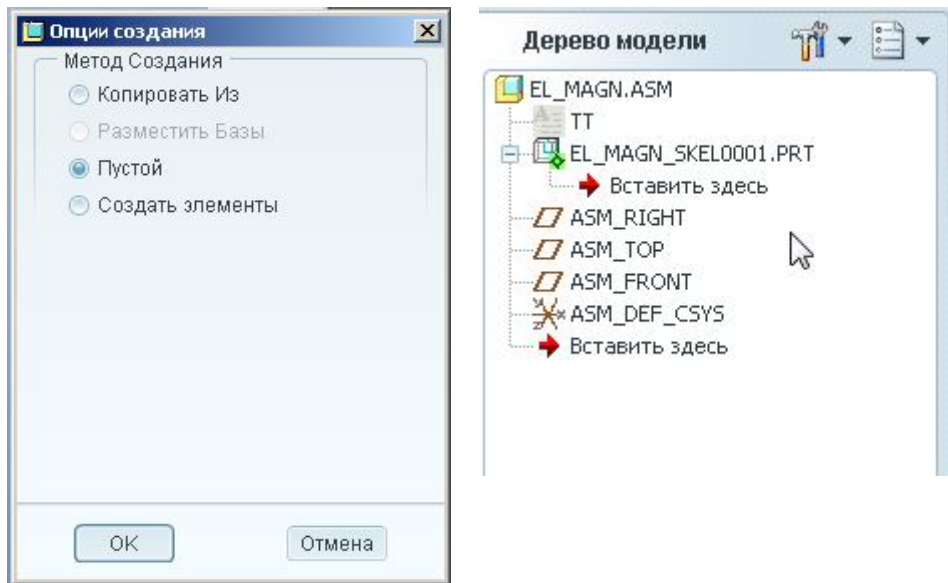 Опции создания
Метод Создания
Копировать Из
Разместить Базы
Пустой
Создать элементы
OK
Отмена
Дерево модели
EL_MAGN.ASM
TT
EL_MAGN_SKEL0001.PRT
Вставить здесь
ASM_RIGHT
ASM_TOP
ASM_FRONT
ASM_DEF_CSYS
Вставить здесь